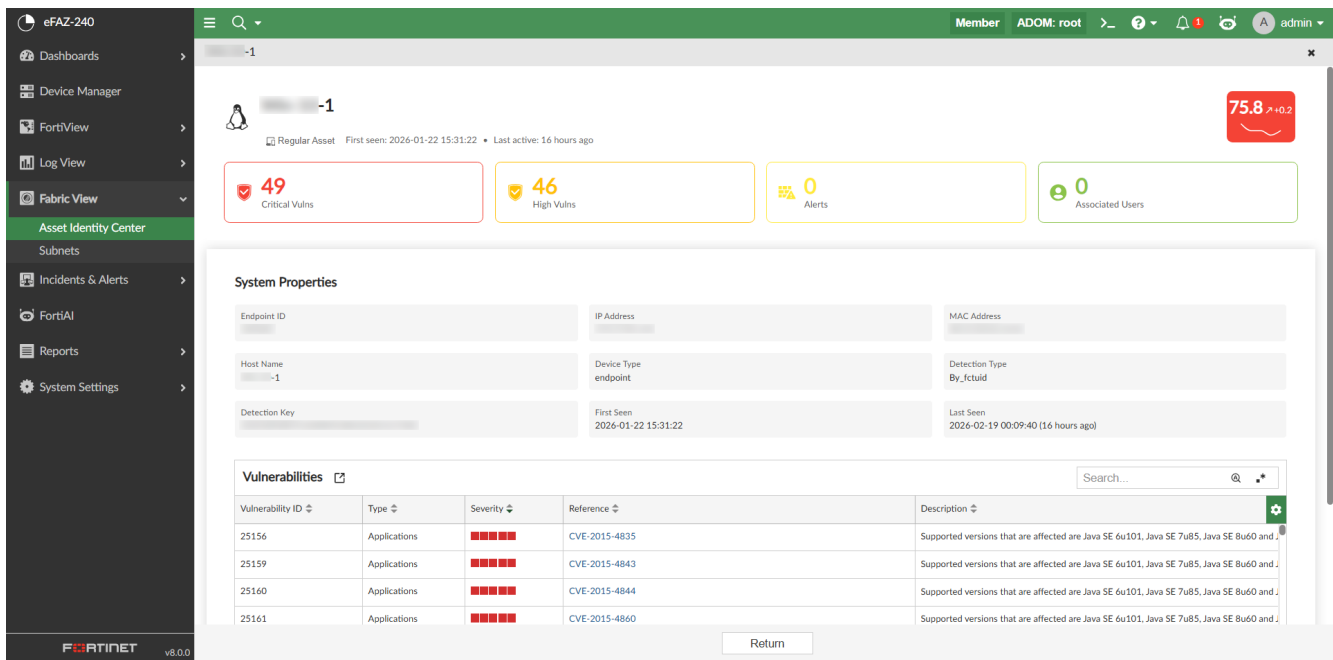 eFAZ-240
Member ADOM: root >_ ? 1 A admin
Dashboards
Device Manager
FortiView
Log View
Fabric View
Asset Identity Center
Subnets
Incidents & Alerts
FortiAI
Reports
System Settings
FORTINET v8.0.0
-1
-1
Regular Asset First seen: 2026-01-22 15:31:22 • Last active: 16 hours ago
75.8 +0.2
49
Critical Vulns
46
High Vulns
0
Alerts
0
Associated Users
System Properties
Endpoint ID
IP Address
MAC Address
Host Name
-1
Device Type
endpoint
Detection Type
By_fctuid
Detection Key
First Seen
2026-01-22 15:31:22
Last Seen
2026-02-19 00:09:40 (16 hours ago)
Vulnerabilities
Search... .*
Vulnerability ID Type Severity Reference Description
25156 Applications CVE-2015-4835 Supported versions that are affected are Java SE 6u101, Java SE 7u85, Java SE 8u60 and J
25159 Applications CVE-2015-4843 Supported versions that are affected are Java SE 6u101, Java SE 7u85, Java SE 8u60 and J
25160 Applications CVE-2015-4844 Supported versions that are affected are Java SE 6u101, Java SE 7u85, Java SE 8u60 and J
25161 Applications CVE-2015-4860 Supported versions that are affected are Java SE 6u101, Java SE 7u85, Java SE 8u60 and J
Return